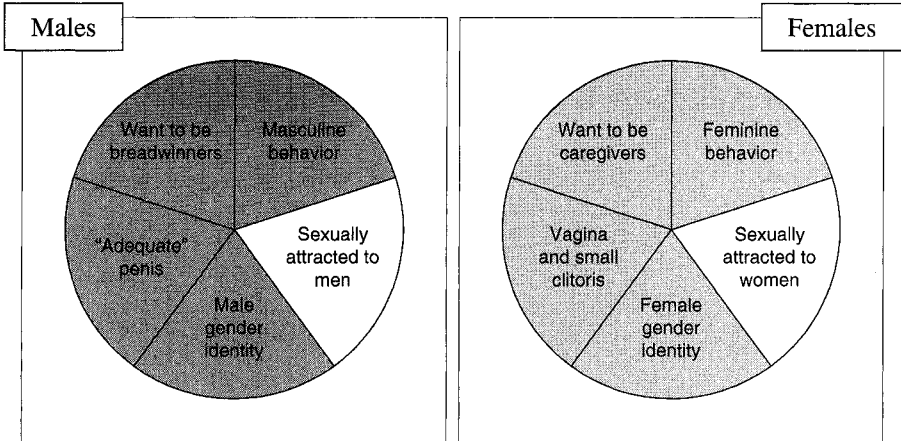 Males
Females
Want to be
breadwinners
Masculine
behavior
"Adequate"
penis
Sexually
attracted to
men
Male
gender
identity
Want to be
caregivers
Feminine
behavior
Vagina
and small
clitoris
Sexually
attracted to
women
Female
gender
identity